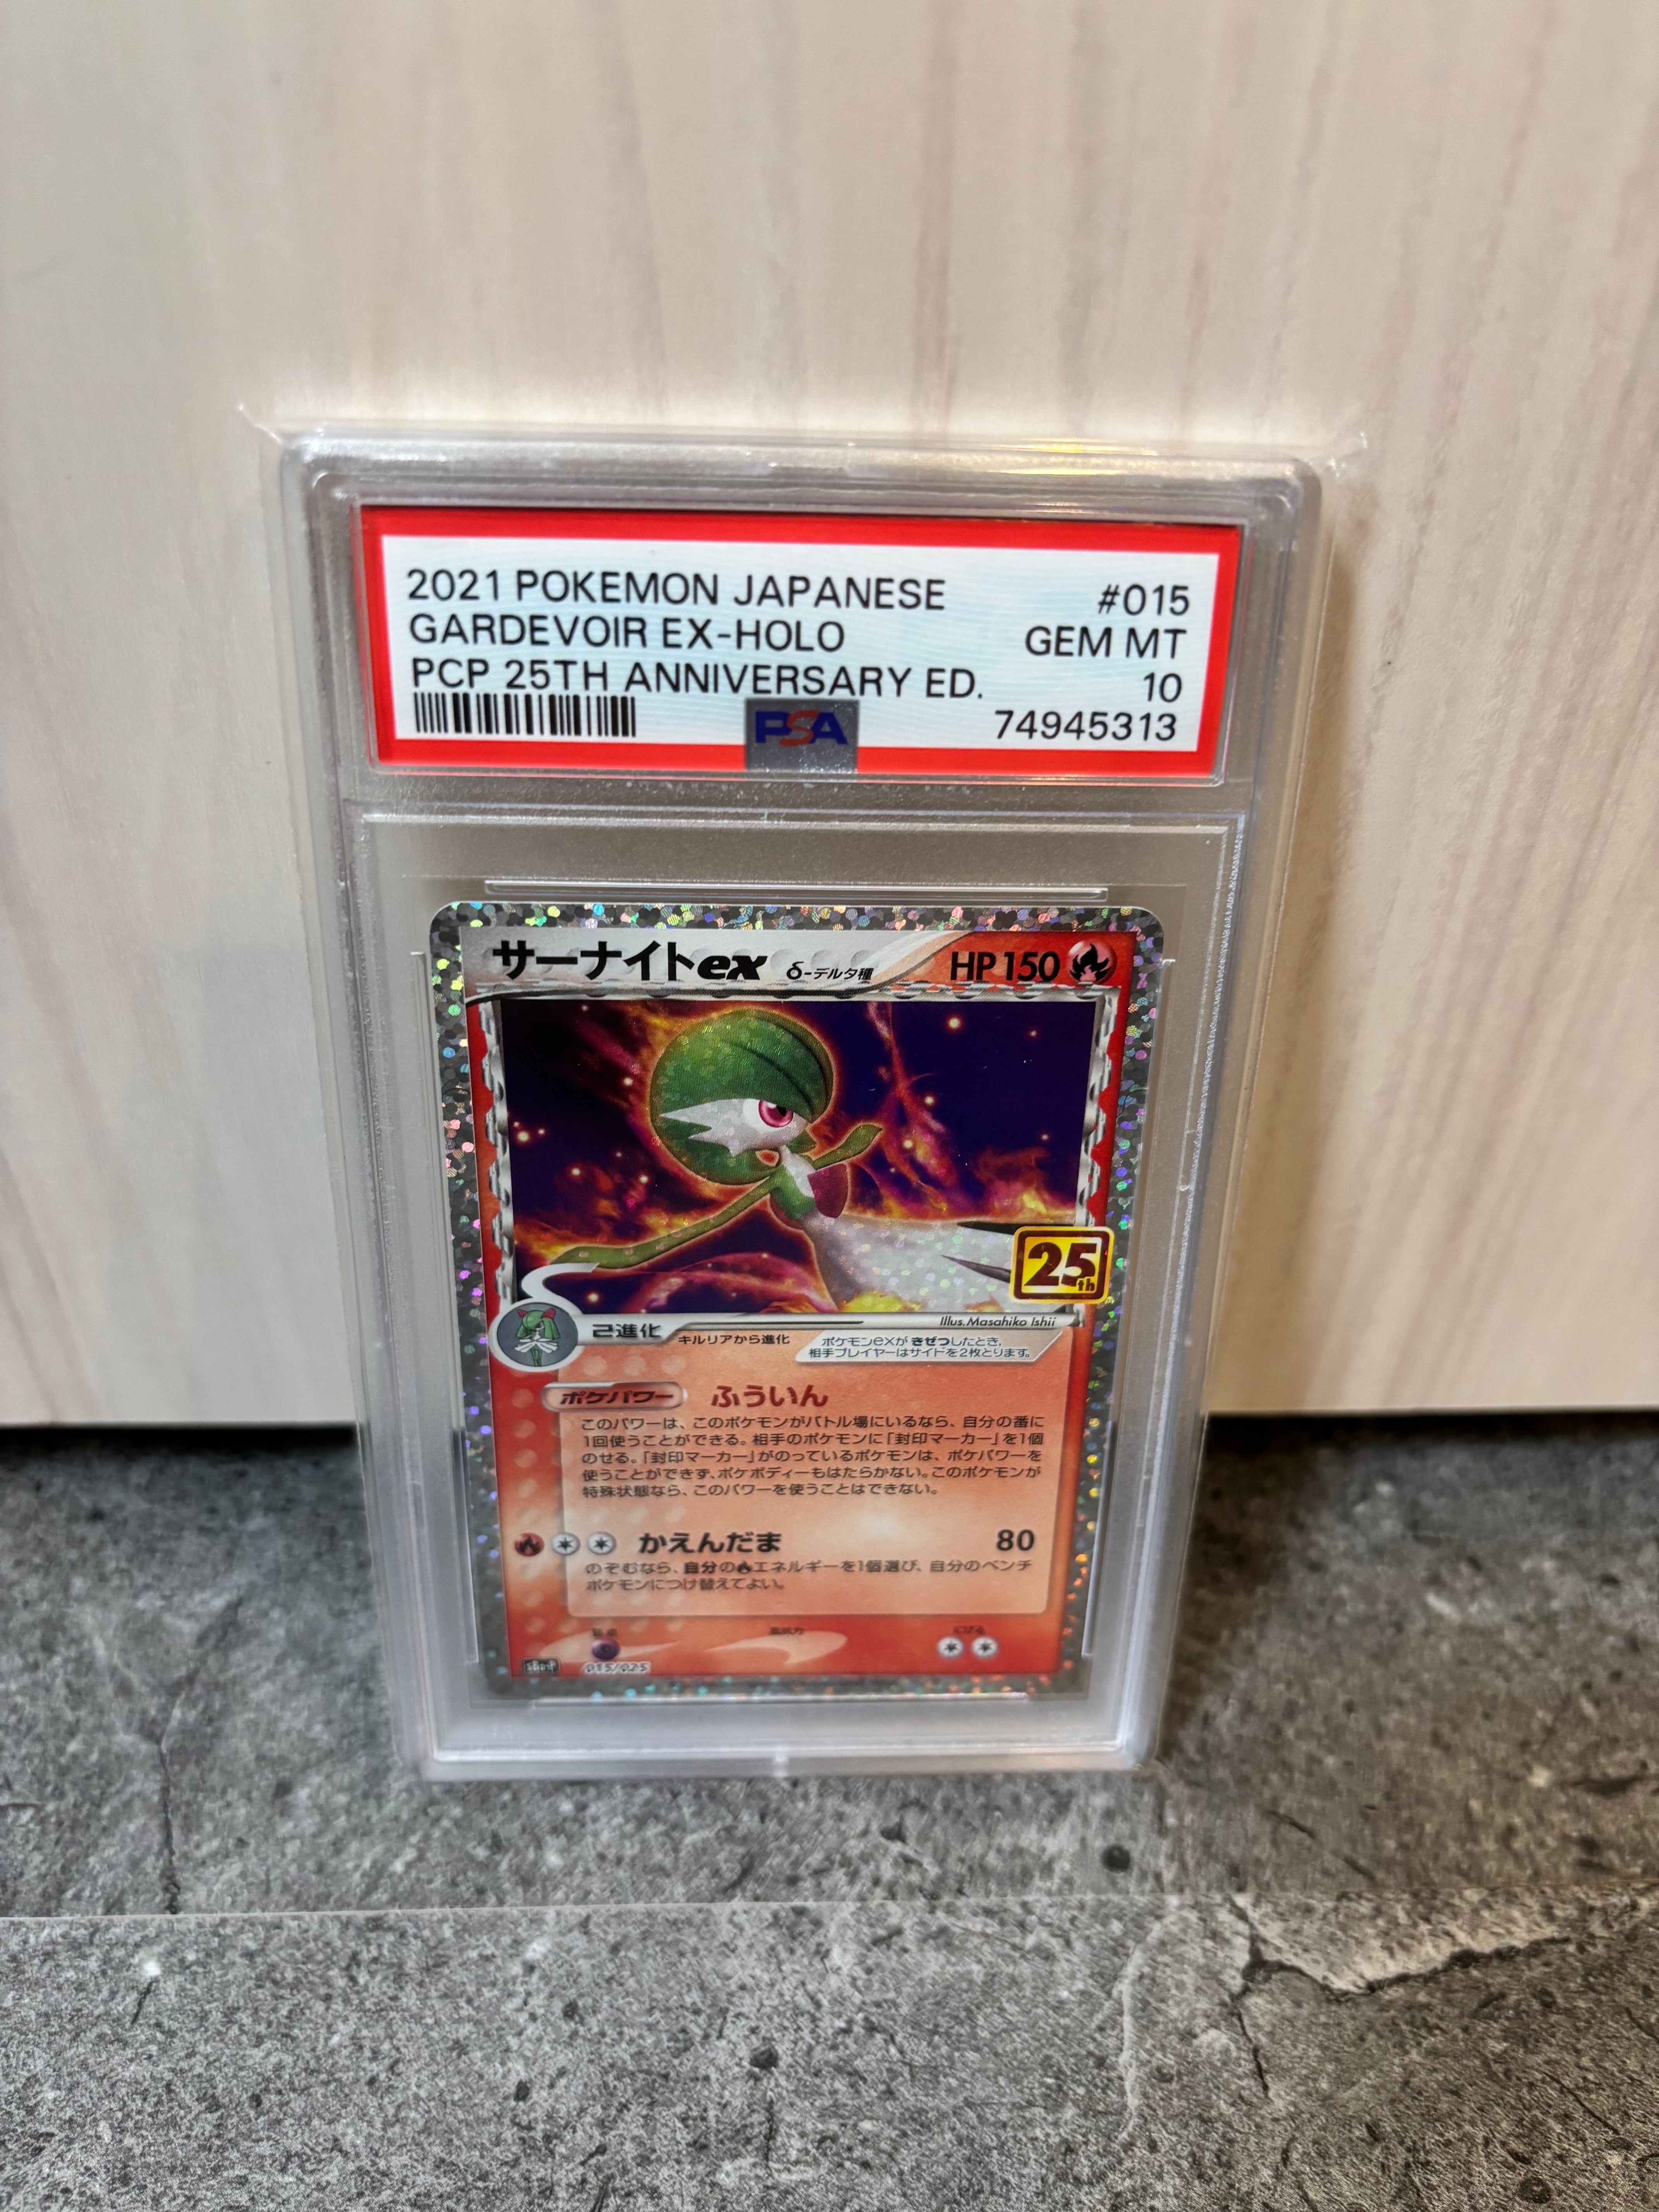 2021 POKEMON JAPANESE #015
GARDEVOIR EX-HOLO GEM MT
PCP 25TH ANNIVERSARY ED. 10
PSA 74945313
サーナイトex δ-デルタ種 HP150
25th
Illus. Masahiko Ishii
2進化 キルリアから進化
ポケモンexが きぜつしたとき、
相手プレイヤーはサイドを2枚とります。
ポケパワー ふういん
このパワーは、このポケモンがバトル場にいるなら、自分の番に
1回使うことができる。相手のポケモンに「封印マーカー」を1個
のせる。「封印マーカー」がのっているポケモンは、ポケパワーを
使うことができず、ポケボディーもはたらかない。このポケモンが
特殊状態なら、このパワーを使うことはできない。
かえんだま 80
のぞむなら、自分の エネルギーを1個選び、自分のベンチ
ポケモンにつけ替えてよい。
弱点 抵抗力 にげる
015/025